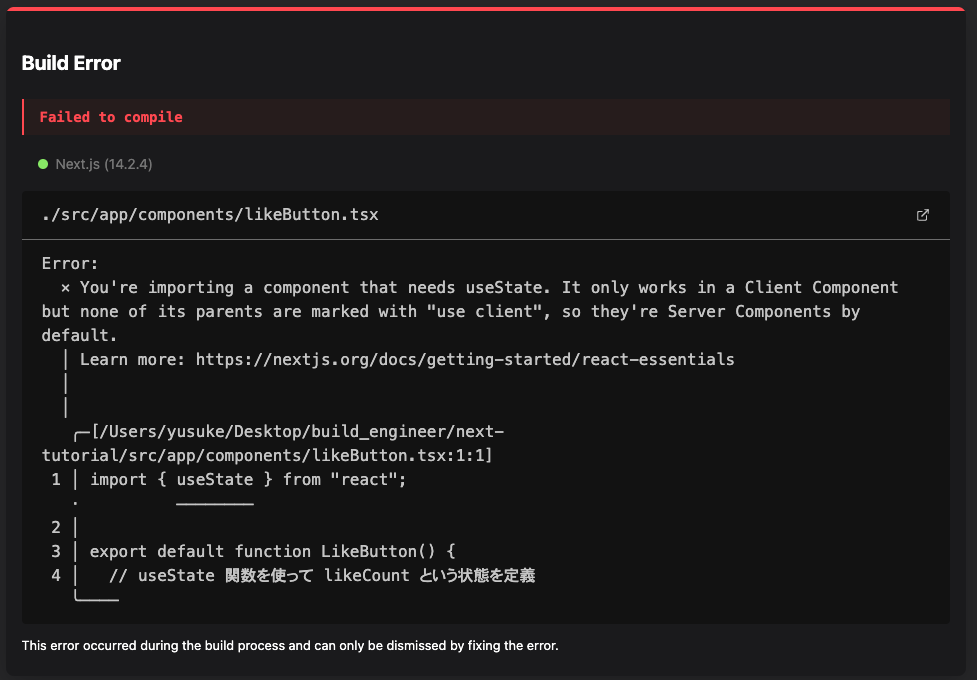 Build Error
Failed to compile
Next.js (14.2.4)
./src/app/components/likeButton.tsx
Error:
× You're importing a component that needs useState. It only works in a Client Component
but none of its parents are marked with "use client", so they're Server Components by
default.
│ Learn more: https://nextjs.org/docs/getting-started/react-essentials
│
│
╭─[/Users/yusuke/Desktop/build_engineer/next-
tutorial/src/app/components/likeButton.tsx:1:1]
1 │ import { useState } from "react";
· ────────
2 │
3 │ export default function LikeButton() {
4 │   // useState 関数を使って likeCount という状態を定義
╰────
This error occurred during the build process and can only be dismissed by fixing the error.